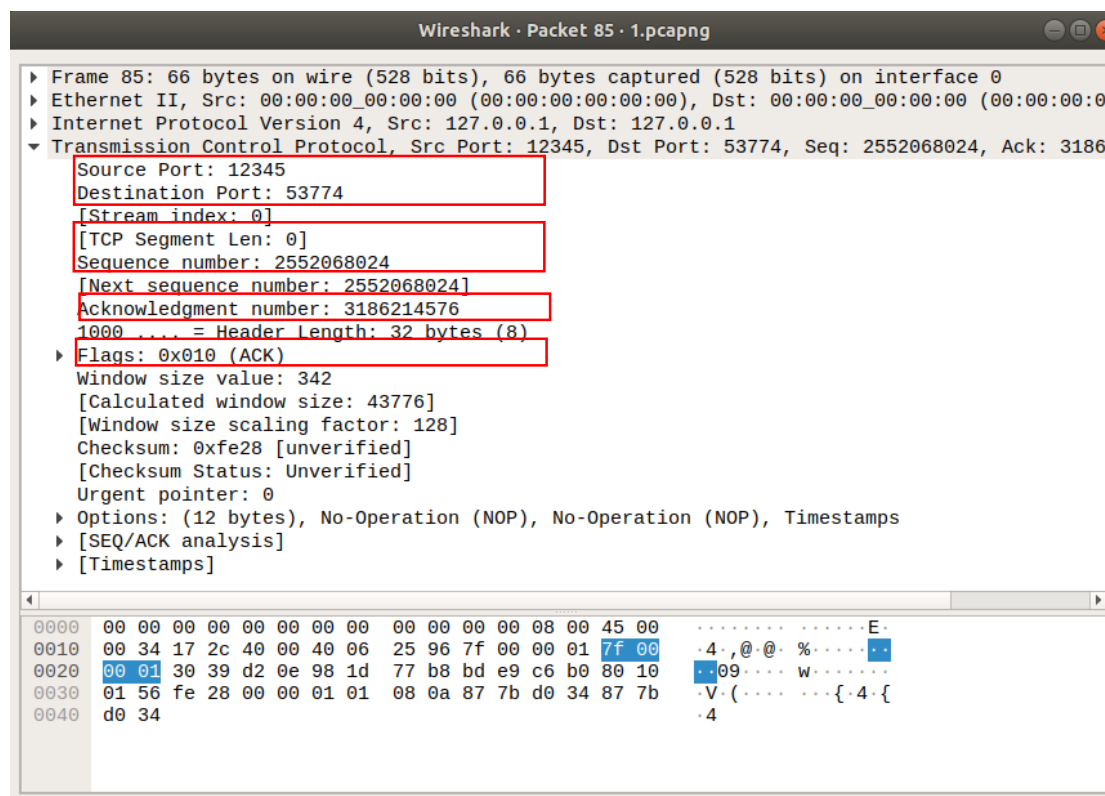 Wireshark · Packet 85 · 1.pcapng
Frame 85: 66 bytes on wire (528 bits), 66 bytes captured (528 bits) on interface 0
Ethernet II, Src: 00:00:00_00:00:00 (00:00:00:00:00:00), Dst: 00:00:00_00:00:00 (00:00:00:0
Internet Protocol Version 4, Src: 127.0.0.1, Dst: 127.0.0.1
Transmission Control Protocol, Src Port: 12345, Dst Port: 53774, Seq: 2552068024, Ack: 3186
Source Port: 12345
Destination Port: 53774
[Stream index: 0]
[TCP Segment Len: 0]
Sequence number: 2552068024
[Next sequence number: 2552068024]
Acknowledgment number: 3186214576
1000 .... = Header Length: 32 bytes (8)
Flags: 0x010 (ACK)
Window size value: 342
[Calculated window size: 43776]
[Window size scaling factor: 128]
Checksum: 0xfe28 [unverified]
[Checksum Status: Unverified]
Urgent pointer: 0
Options: (12 bytes), No-Operation (NOP), No-Operation (NOP), Timestamps
[SEQ/ACK analysis]
[Timestamps]
0000 00 00 00 00 00 00 00 00 00 00 00 00 08 00 45 00 ········ ······E·
0010 00 34 17 2c 40 00 40 06 25 96 7f 00 00 01 7f 00 ·4·,@·@· %·······
0020 00 01 30 39 d2 0e 98 1d 77 b8 bd e9 c6 b0 80 10 ··09···· w·······
0030 01 56 fe 28 00 00 01 01 08 0a 87 7b d0 34 87 7b ·V·(···· ···{·4·{
0040 d0 34 ·4